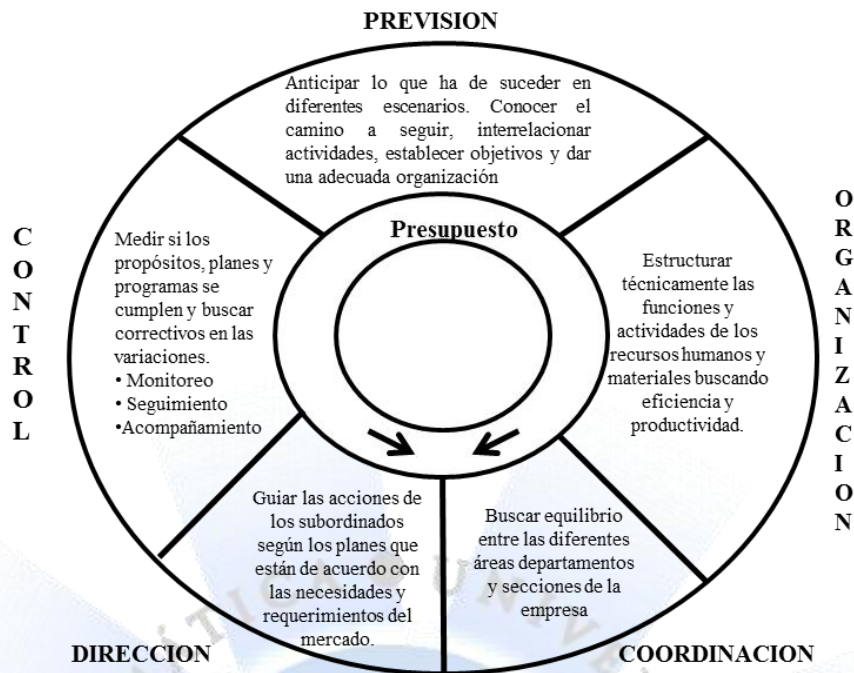 PREVISION
Anticipar lo que ha de suceder en
diferentes escenarios. Conocer el
camino a seguir, interrelacionar
actividades, establecer objetivos y dar
una adecuada organización
Presupuesto
CONTROL
Medir si los
propósitos, planes y
programas se
cumplen y buscar
correctivos en las
variaciones.
• Monitoreo
• Seguimiento
•Acompañamiento
ORGANIZACION
Estructurar
técnicamente las
funciones y
actividades de los
recursos humanos y
materiales buscando
eficiencia y
productividad.
Guiar las acciones de
los subordinados
según los planes que
están de acuerdo con
las necesidades y
requerimientos del
mercado.
Buscar equilibrio
entre las diferentes
áreas departamentos
y secciones de la
empresa
DIRECCION
COORDINACION